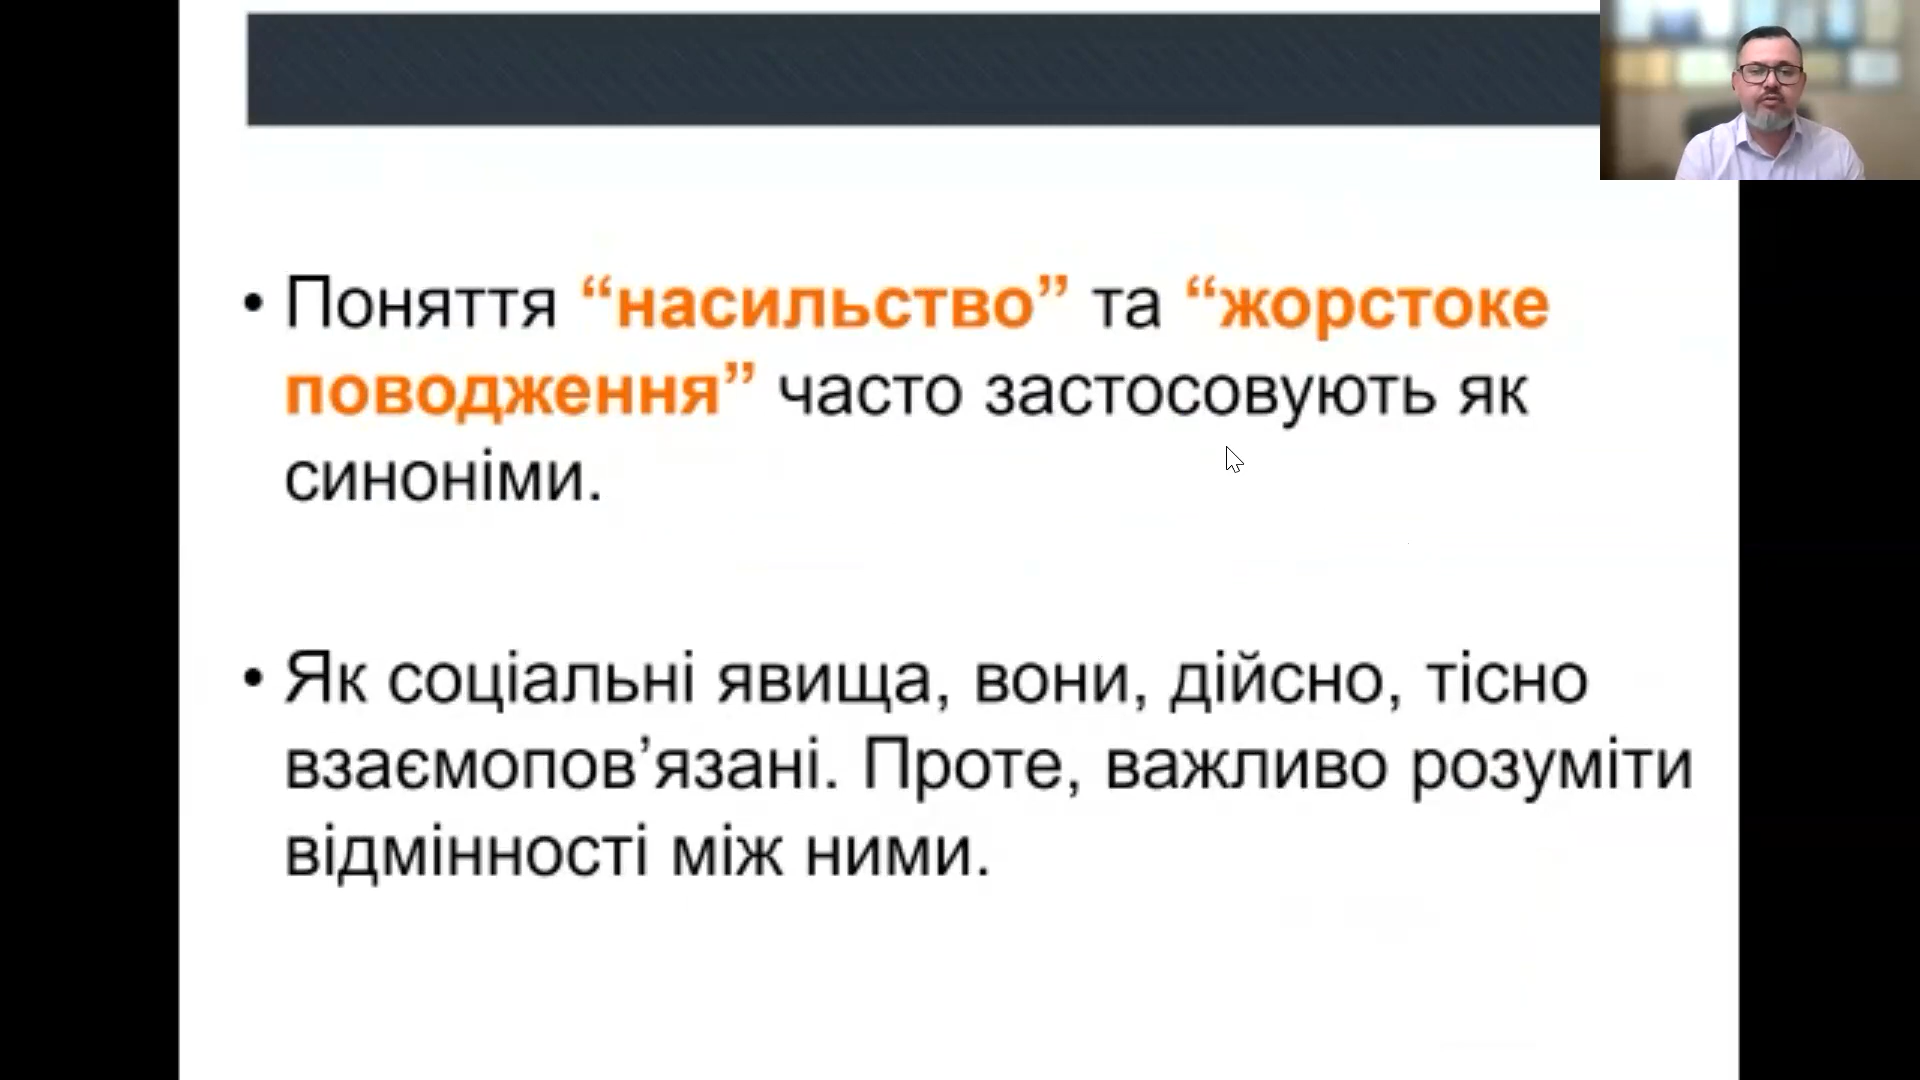 • Поняття “насильство” та “жорстоке
поводження” часто застосовують як
синоніми.
• Як соціальні явища, вони, дійсно, тісно
взаємопов’язані. Проте, важливо розуміти
відмінності між ними.